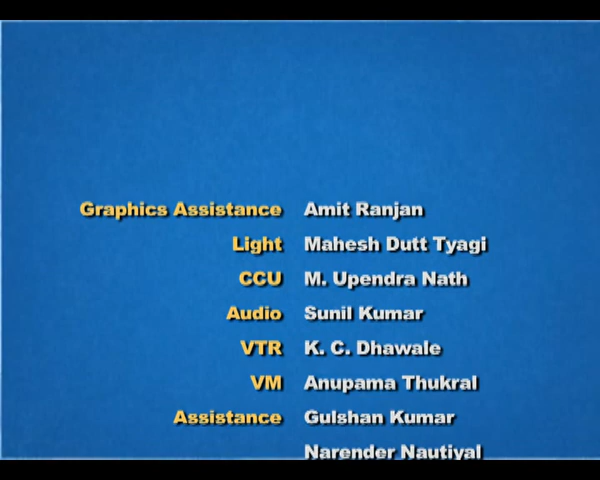 Graphics Assistance Amit Ranjan
Light Mahesh Dutt Tyagi
CCU M. Upendra Nath
Audio Sunil Kumar
VTR K. C. Dhawale
VM Anupama Thukral
Assistance Gulshan Kumar
Narender Nautiyal